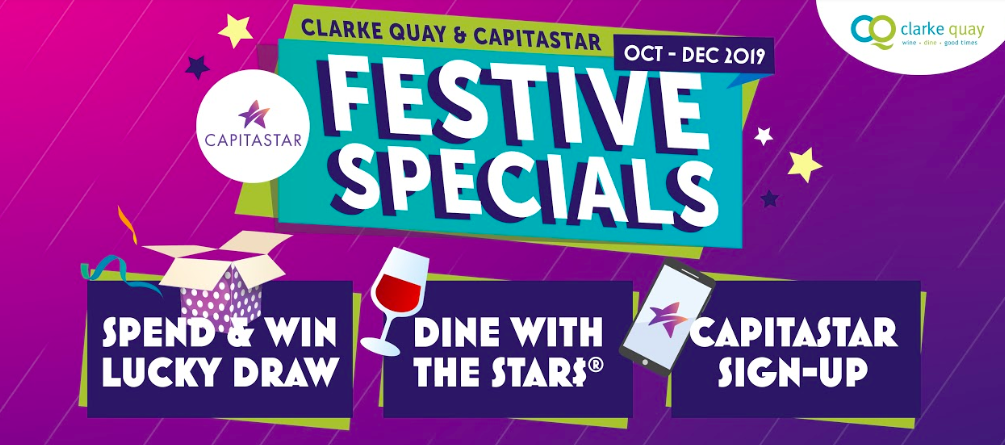 CLARKE QUAY & CAPITASTAR
OCT - DEC 2019
FESTIVE
SPECIALS
CAPITASTAR
CQ clarke quay
wine • dine • good times
SPEND & WIN
LUCKY DRAW
DINE WITH
THE STAR$®
CAPITASTAR
SIGN-UP